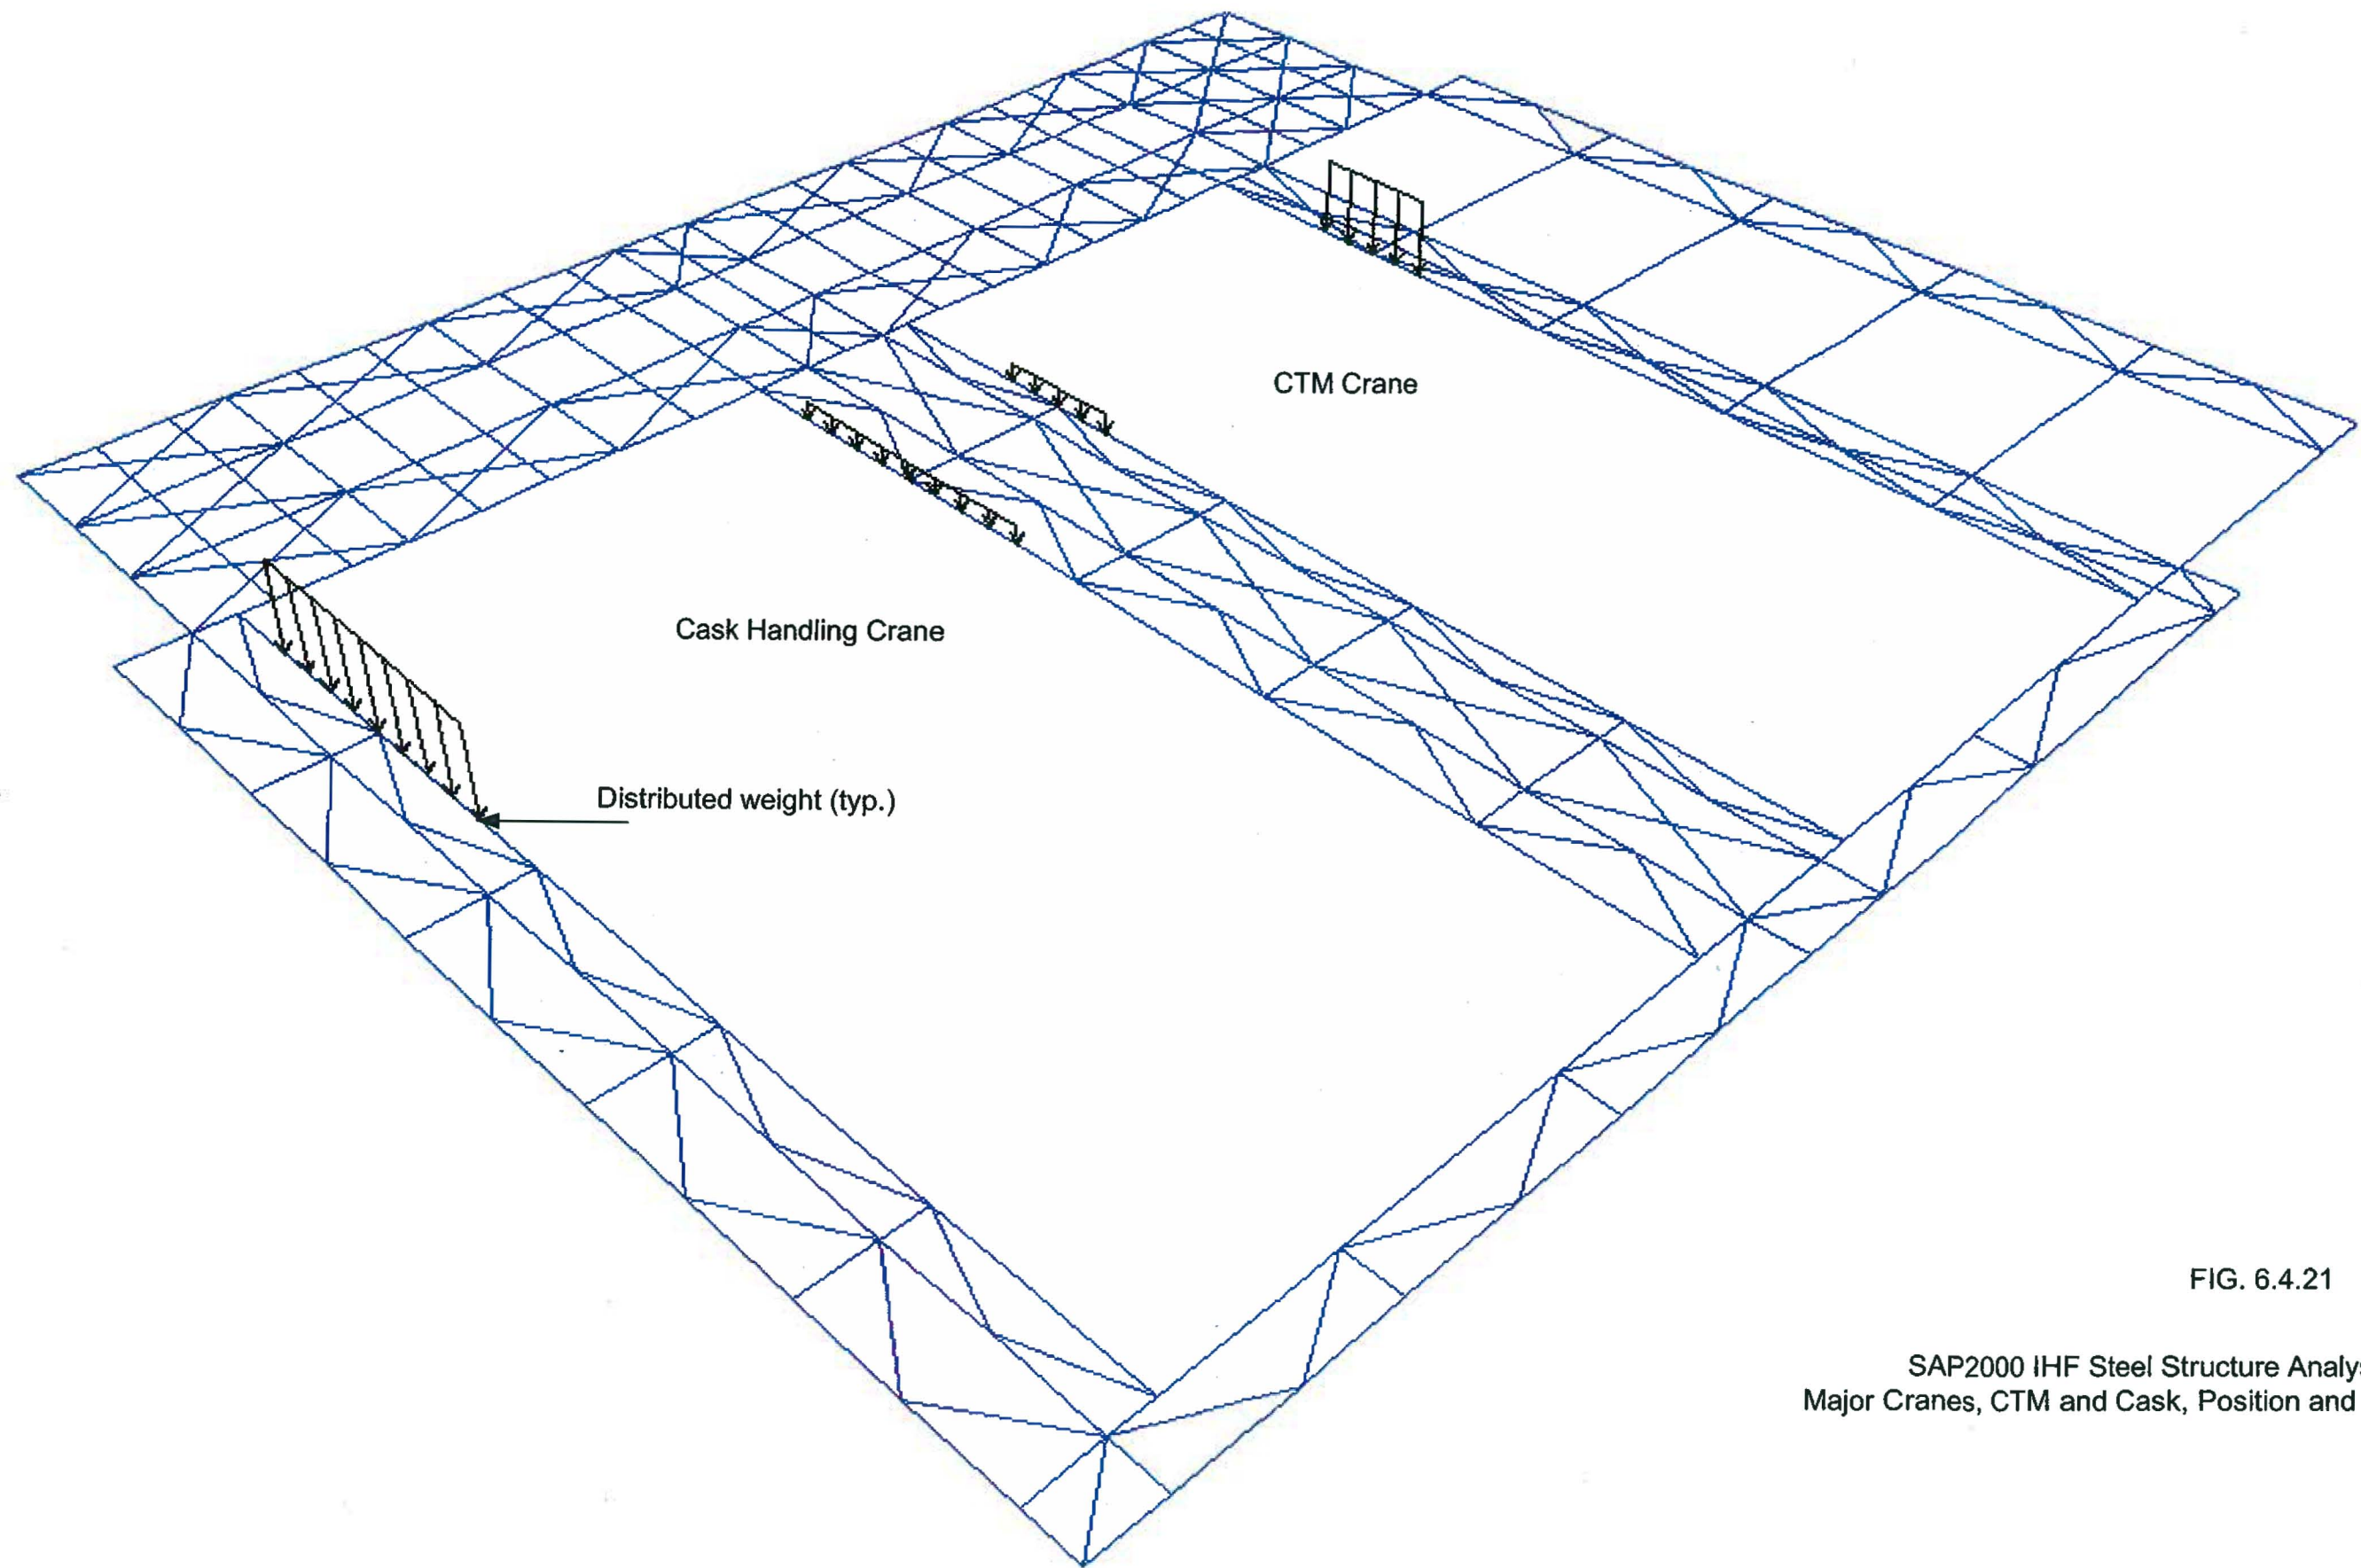 CTM Crane
Cask Handling Crane
Distributed weight (typ.)
FIG. 6.4.21
SAP2000 IHF Steel Structure
Major Cranes, CTM and Cask, Position and